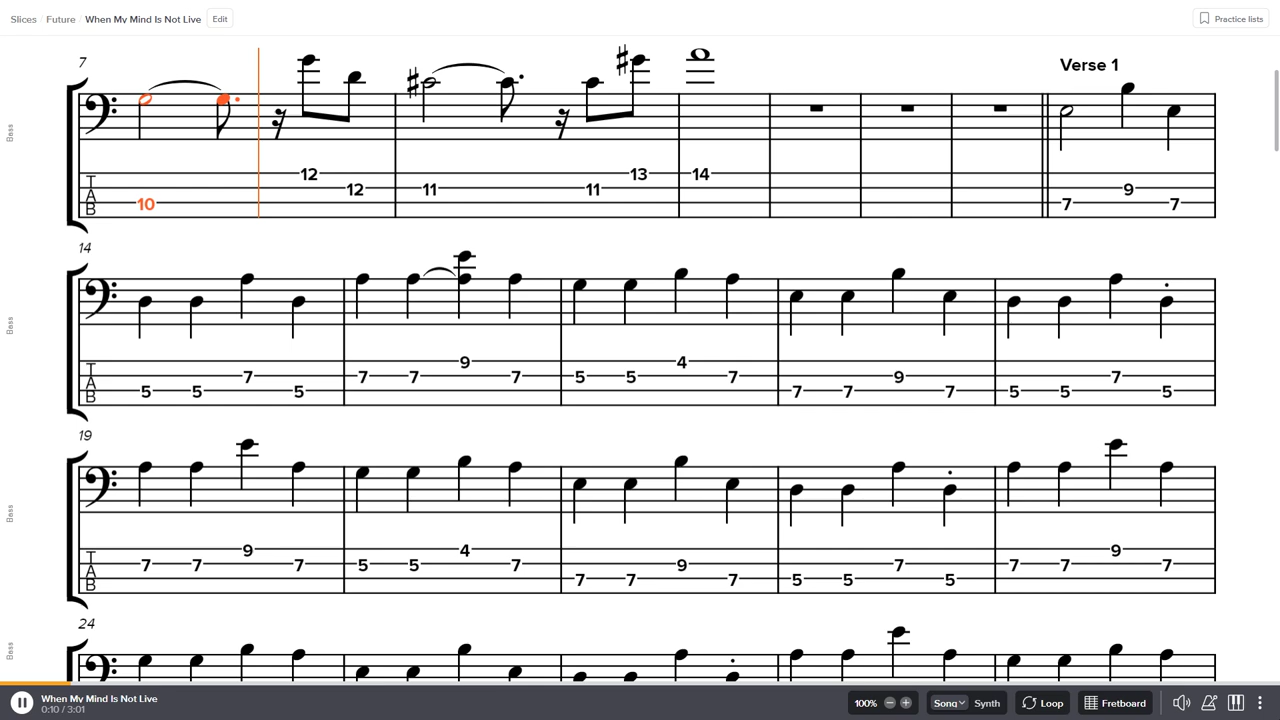 Slices / Future / When My Mind Is Not Live Edit Practice lists
7 Verse 1
Bass
T A B 10 12 12 11 11 13 14 7 9 7
14
Bass
T A B 5 5 7 5 7 7 9 7 5 5 4 7 7 7 9 7 5 5 7 5
19
Bass
T A B 7 7 9 7 5 5 4 7 7 7 9 7 5 5 7 5 7 7 9 7
24
Bass
When My Mind Is Not Live
0:10 / 3:01
100% Song Synth Loop Fretboard